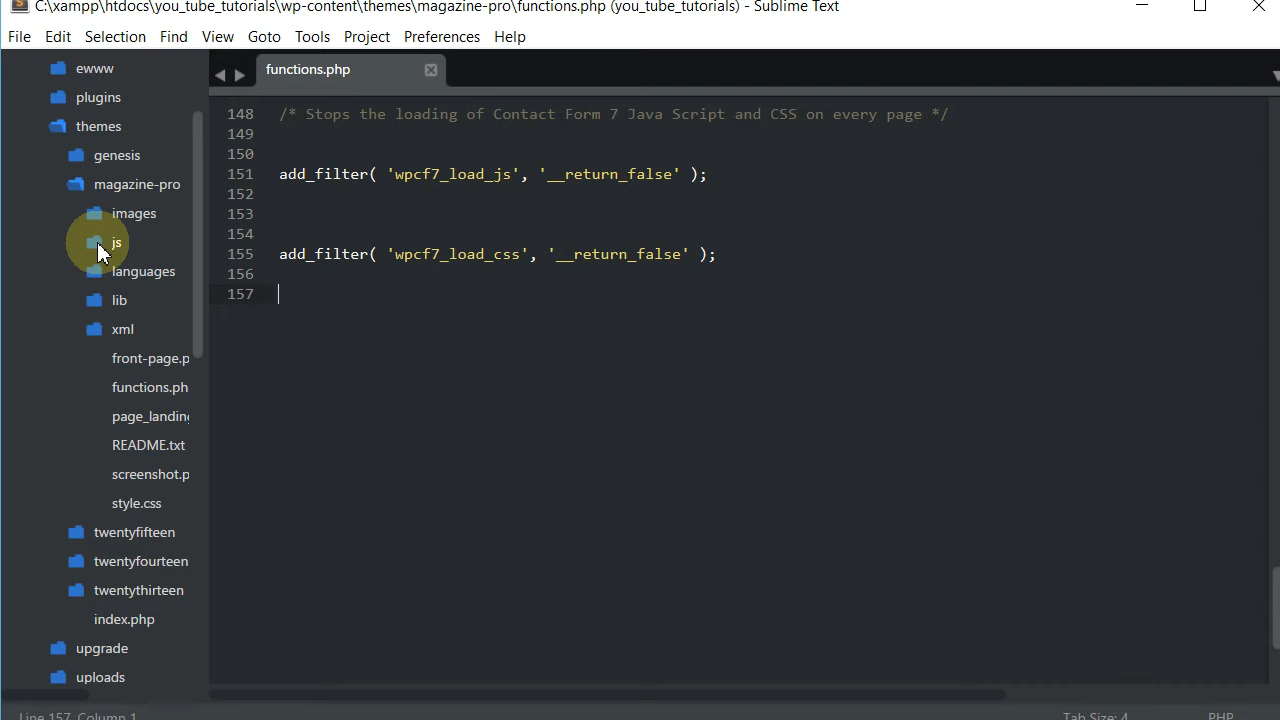 C:\xampp\htdocs\you_tube_tutorials\wp-content\themes\magazine-pro\functions.php (you_tube_tutorials) - Sublime Text
File Edit Selection Find View Goto Tools Project Preferences Help
ewww
plugins
themes
genesis
magazine-pro
images
js
languages
lib
xml
front-page.p
functions.ph
page_landin
README.txt
screenshot.p
style.css
twentyfifteen
twentyfourteen
twentythirteen
index.php
upgrade
uploads
functions.php
148 /* Stops the loading of Contact Form 7 Java Script and CSS on every page */
149
150
151 add_filter( 'wpcf7_load_js', '__return_false' );
152
153
154
155 add_filter( 'wpcf7_load_css', '__return_false' );
156
157
Line 157, Column 1
Tab Size: 4
PHP